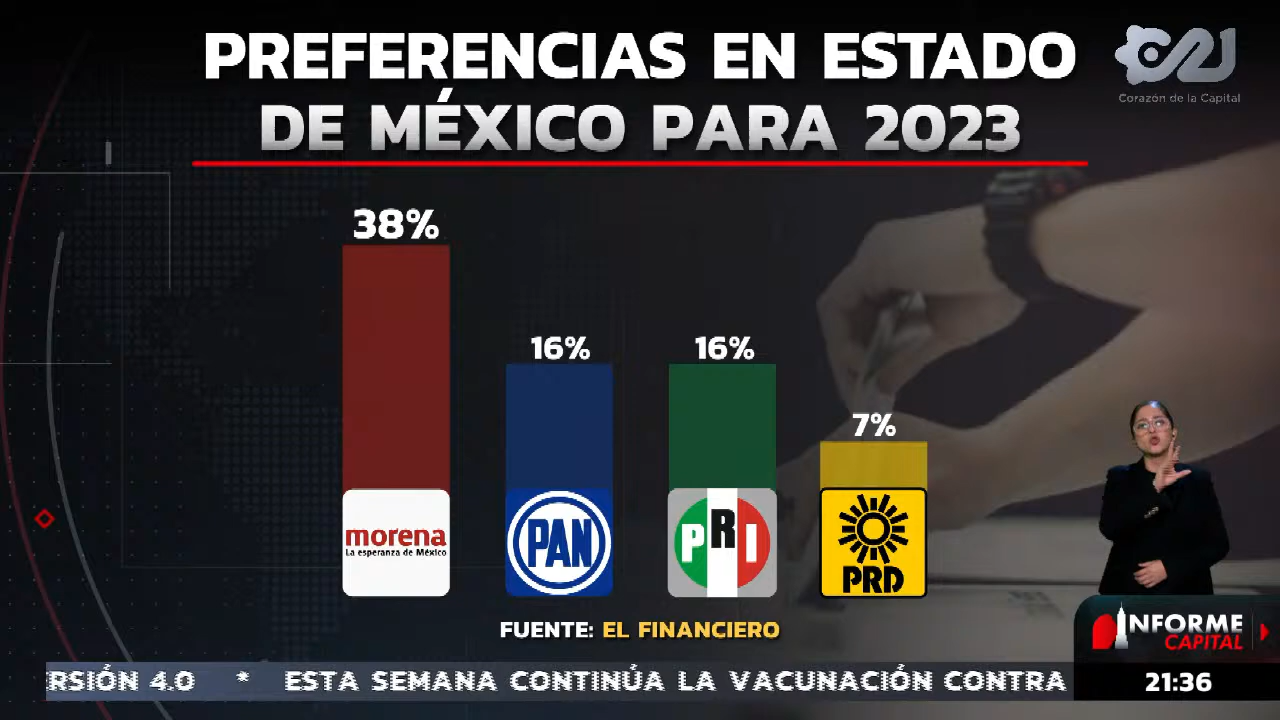 PREFERENCIAS EN ESTADO
DE MÉXICO PARA 2023
C21
Corazón de la Capital
38%
16%
16%
7%
morena
La esperanza de México
PAN
PRI
PRD
FUENTE: EL FINANCIERO
INFORME
CAPITAL
RSIÓN 4.0 * ESTA SEMANA CONTINÚA LA VACUNACIÓN CONTRA
21:36